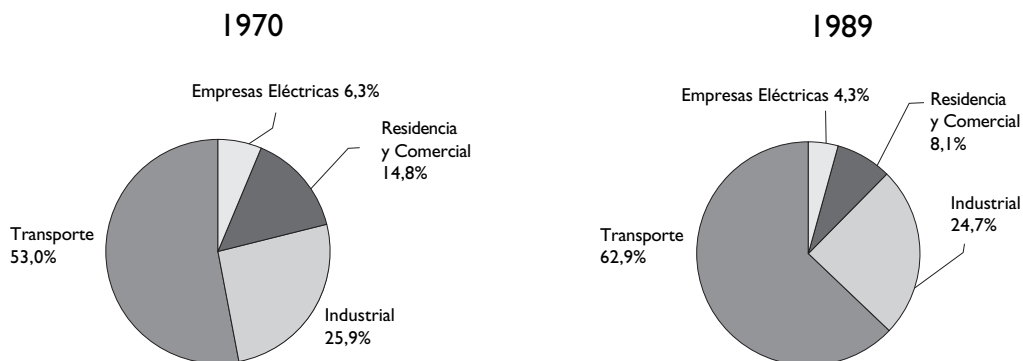 1970
Empresas Eléctricas 6,3%
Residencia
y Comercial
14,8%
Transporte
53,0%
Industrial
25,9%
1989
Empresas Eléctricas 4,3%
Residencia
y Comercial
8,1%
Industrial
24,7%
Transporte
62,9%